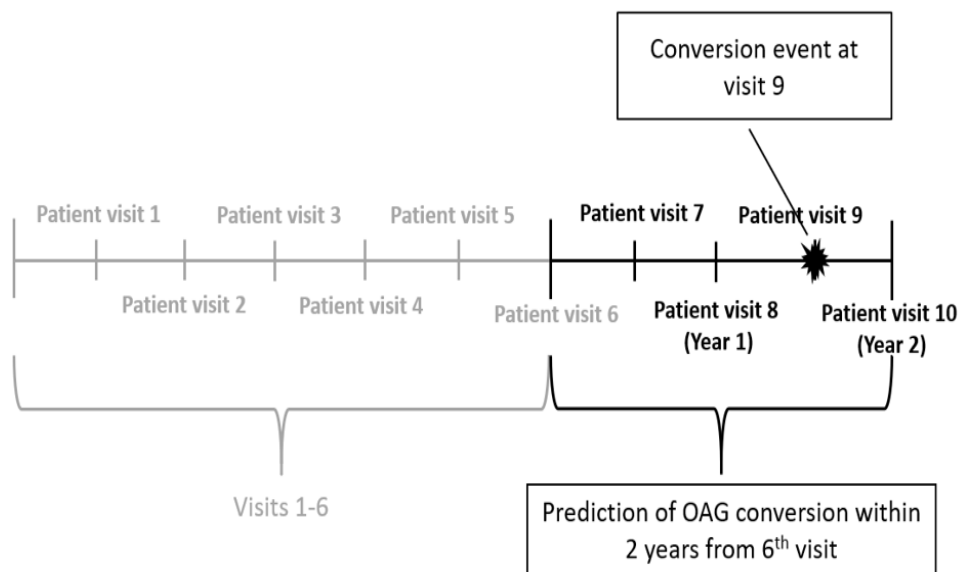 Conversion event at
visit 9
Patient visit 1
Patient visit 3
Patient visit 5
Patient visit 7
Patient visit 9
Patient visit 2
Patient visit 4
Patient visit 6
Patient visit 8
(Year 1)
Patient visit 10
(Year 2)
Visits 1-6
Prediction of OAG conversion within
2 years from 6th visit